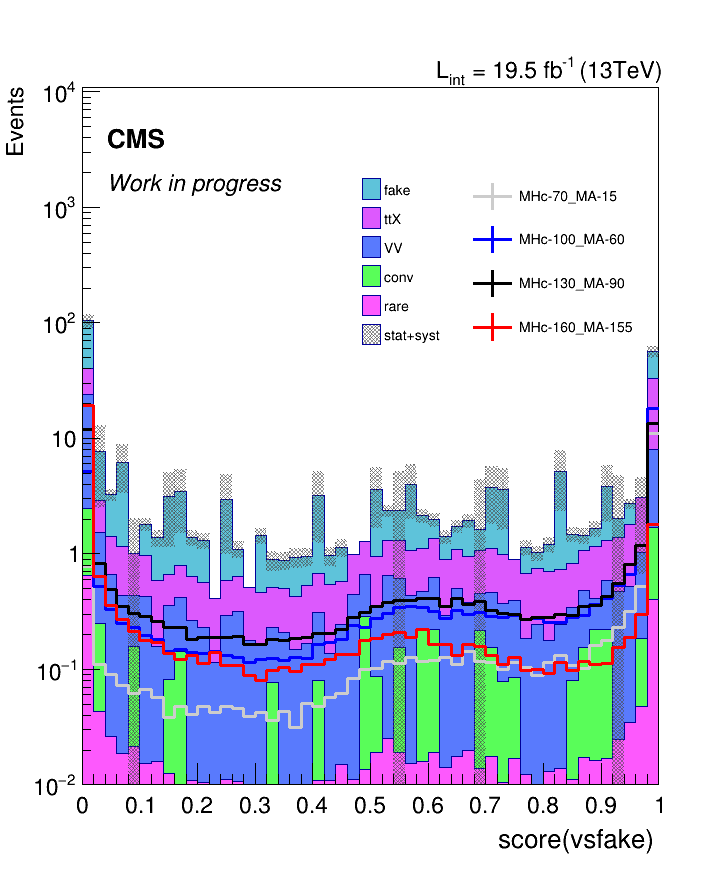 L_int = 19.5 fb^-1 (13TeV)
Events
10^4
CMS
Work in progress
fake
ttX
VV
conv
rare
stat+syst
MHc-70_MA-15
MHc-100_MA-60
MHc-130_MA-90
MHc-160_MA-155
10^3
10^2
10
1
10^-1
10^-2
0 0.1 0.2 0.3 0.4 0.5 0.6 0.7 0.8 0.9 1
score(vsfake)